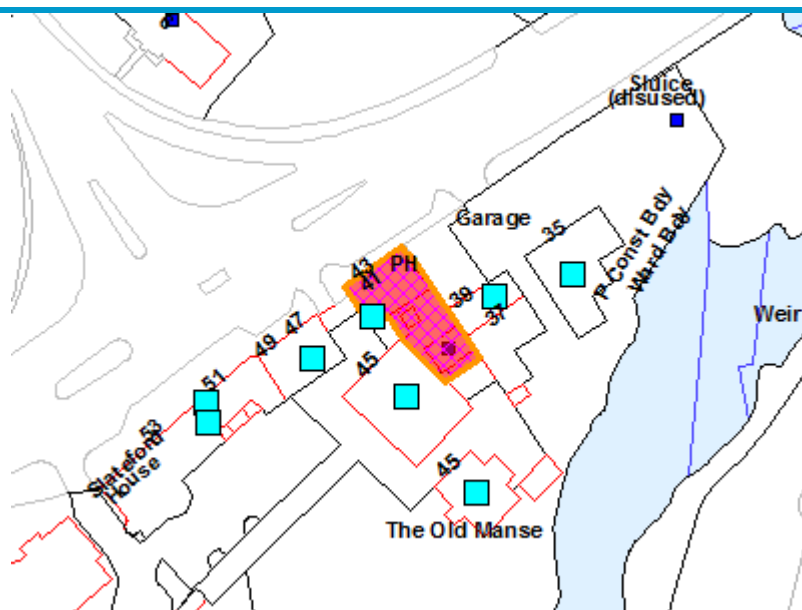 Sluice
(disused)
Garage
35
P Const Bdy
Ward Bdy
43
PH
41
39
37
Weir
47
49
45
51
53
Slateford
House
45
The Old Manse